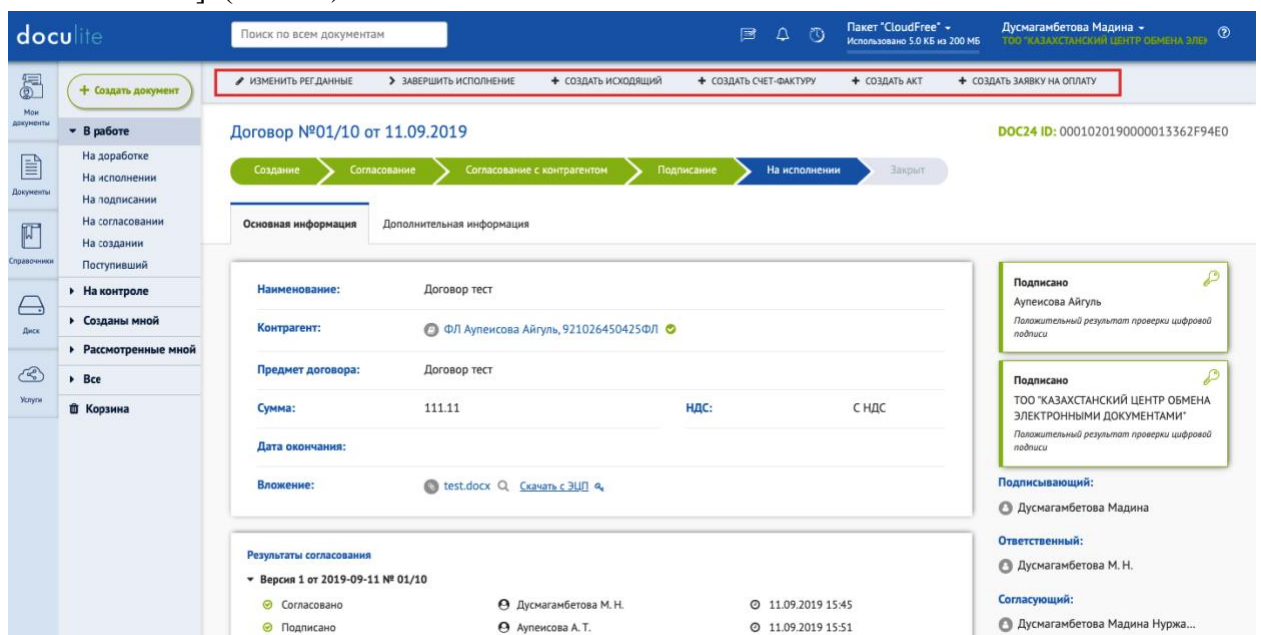 doculite
Поиск по всем документам
Пакет "CloudFree"
Использовано 5.0 КБ из 200 МБ
Дусмагамбетова Мадина
ТОО "КАЗАХСТАНСКИЙ ЦЕНТР ОБМЕНА ЭЛЕ
Мои документы
Документы
Справочники
Диск
Услуги
+ Создать документ
В работе
На доработке
На исполнении
На подписании
На согласовании
На создании
Поступивший
На контроле
Созданы мной
Рассмотренные мной
Все
Корзина
ИЗМЕНИТЬ РЕГ.ДАННЫЕ
ЗАВЕРШИТЬ ИСПОЛНЕНИЕ
+ СОЗДАТЬ ИСХОДЯЩИЙ
+ СОЗДАТЬ СЧЕТ-ФАКТУРУ
+ СОЗДАТЬ АКТ
+ СОЗДАТЬ ЗАЯВКУ НА ОПЛАТУ
Договор №01/10 от 11.09.2019
DOC24 ID: 0001020190000013362F94E0
Создание
Согласование
Согласование с контрагентом
Подписание
На исполнении
Закрыт
Основная информация
Дополнительная информация
Наименование: Договор тест
Контрагент: ФЛ Аупеисова Айгуль, 921026450425ФЛ
Предмет договора: Договор тест
Сумма: 111.11 НДС: С НДС
Дата окончания:
Вложение: test.docx Скачать с ЭЦП
Результаты согласования
Версия 1 от 2019-09-11 № 01/10
Согласовано Дусмагамбетова М. Н. 11.09.2019 15:45
Подписано Аупеисова А. Т. 11.09.2019 15:51
Подписано
Аупеисова Айгуль
Положительный результат проверки цифровой
подписи
Подписано
ТОО "КАЗАХСТАНСКИЙ ЦЕНТР ОБМЕНА
ЭЛЕКТРОННЫМИ ДОКУМЕНТАМИ"
Положительный результат проверки цифровой
подписи
Подписывающий:
Дусмагамбетова Мадина
Ответственный:
Дусмагамбетова М. Н.
Согласующий:
Дусмагамбетова Мадина Нуржа...